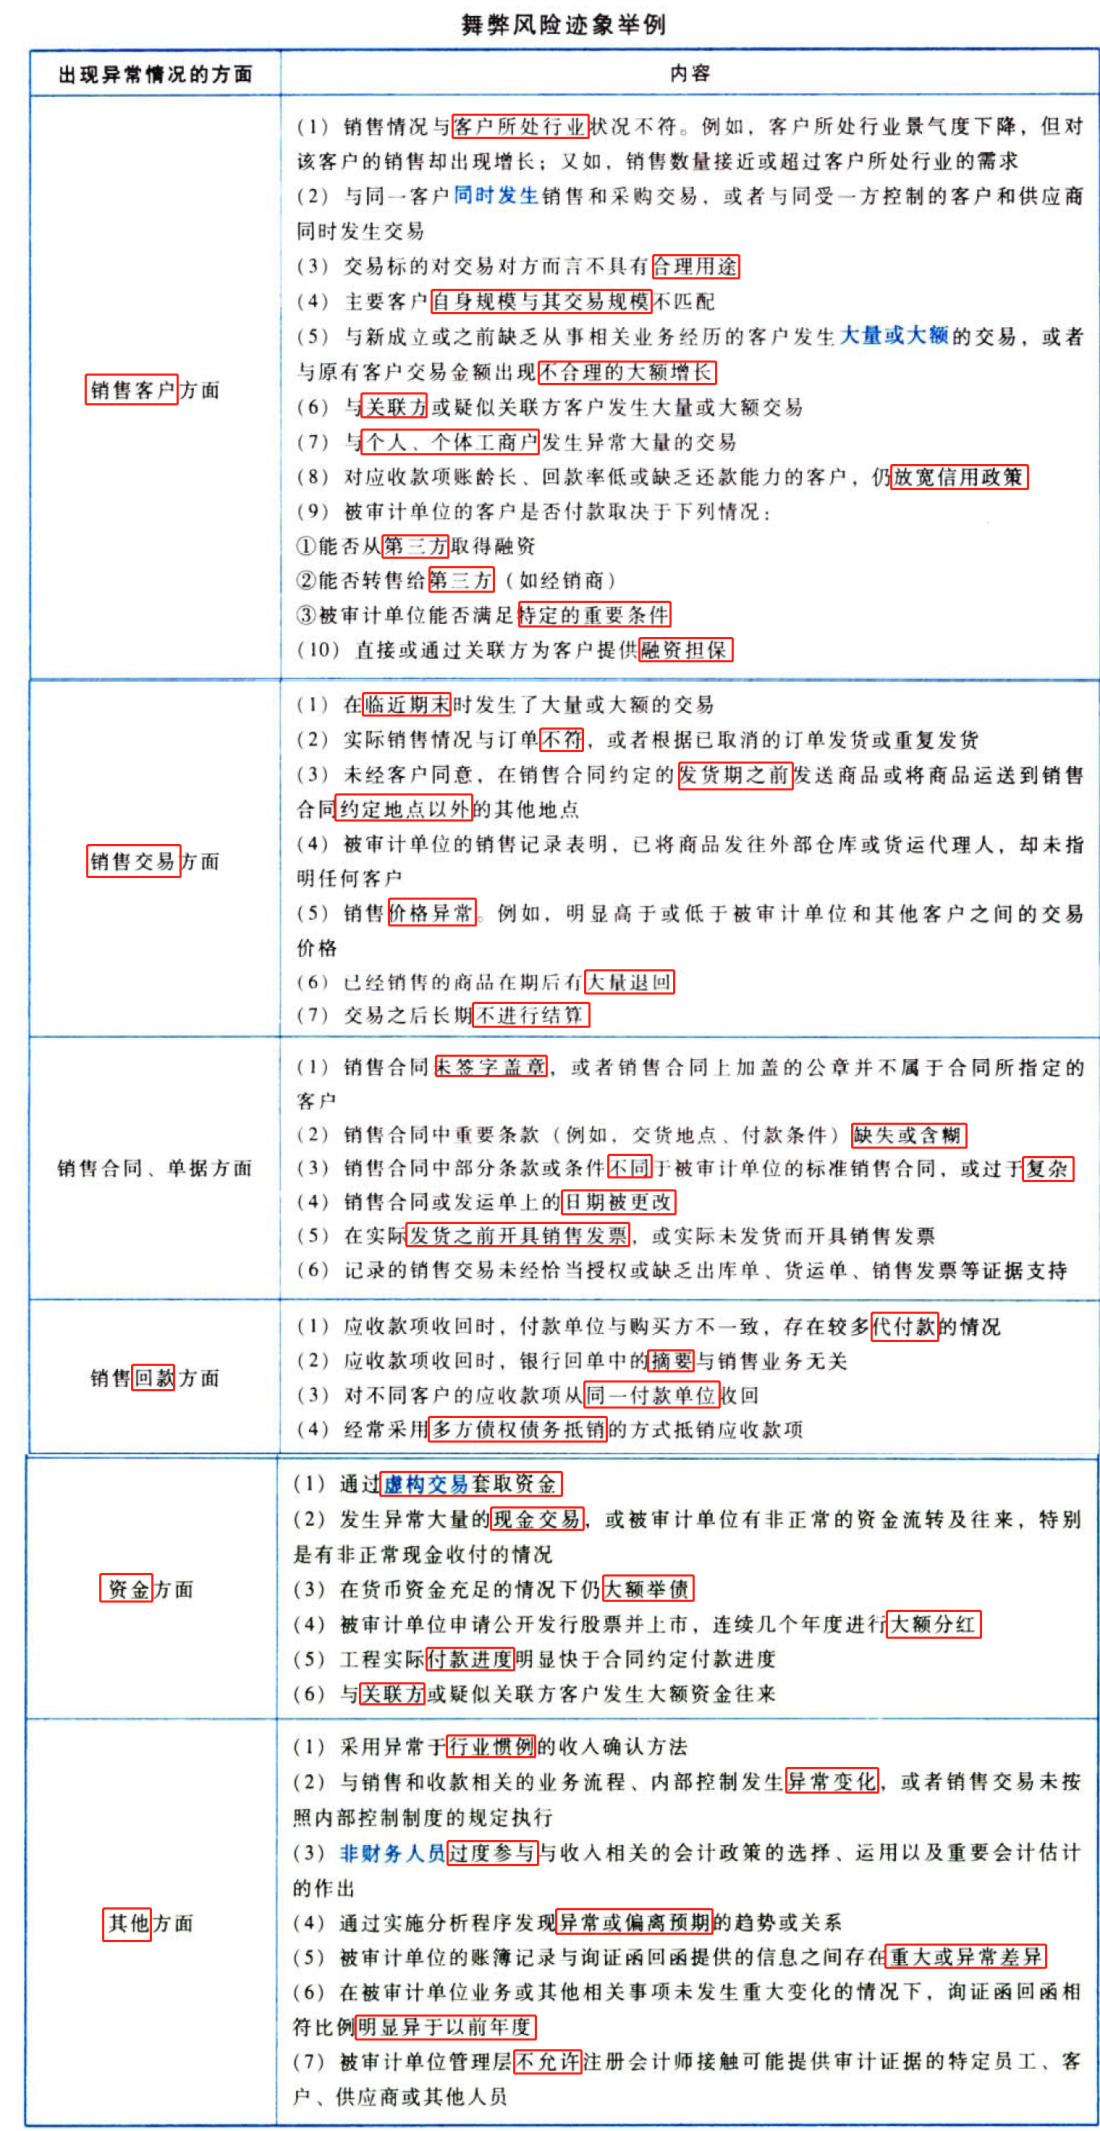 舞弊风险迹象举例
出现异常情况的方面
内容
销售客户方面
(1) 销售情况与客户所处行业状况不符。例如，客户所处行业景气度下降，但对
该客户的销售却出现增长；又如，销售数量接近或超过客户所处行业的需求
(2) 与同一客户同时发生销售和采购交易，或者与同受一方控制的客户和供应商
同时发生交易
(3) 交易标的对交易对方而言不具有合理用途
(4) 主要客户自身规模与其交易规模不匹配
(5) 与新成立或之前缺乏从事相关业务经历的客户发生大量或大额的交易，或者
与原有客户交易金额出现不合理的大额增长
(6) 与关联方或疑似关联方客户发生大量或大额交易
(7) 与个人、个体工商户发生异常大量的交易
(8) 对应收款项账龄长、回款率低或缺乏还款能力的客户，仍放宽信用政策
(9) 被审计单位的客户是否付款取决于下列情况：
①能否从第三方取得融资
②能否转售给第三方（如经销商）
③被审计单位能否满足特定的重要条件
(10) 直接或通过关联方为客户提供融资担保
销售交易方面
(1) 在临近期末时发生了大量或大额的交易
(2) 实际销售情况与订单不符，或者根据已取消的订单发货或重复发货
(3) 未经客户同意，在销售合同约定的发货期之前发送商品或将商品运送到销售
合同约定地点以外的其他地点
(4) 被审计单位的销售记录表明，已将商品发往外部仓库或货运代理人，却未指
明任何客户
(5) 销售价格异常。例如，明显高于或低于被审计单位和其他客户之间的交易
价格
(6) 已经销售的商品在期后有大量退回
(7) 交易之后长期不进行结算
销售合同、单据方面
(1) 销售合同未签字盖章，或者销售合同上加盖的公章并不属于合同所指定的
客户
(2) 销售合同中重要条款（例如，交货地点、付款条件）缺失或含糊
(3) 销售合同中部分条款或条件不同于被审计单位的标准销售合同，或过于复杂
(4) 销售合同或发运单上的日期被更改
(5) 在实际发货之前开具销售发票，或实际未发货而开具销售发票
(6) 记录的销售交易未经恰当授权或缺乏出库单、货运单、销售发票等证据支持
销售回款方面
(1) 应收款项收回时，付款单位与购买方不一致，存在较多代付款的情况
(2) 应收款项收回时，银行回单中的摘要与销售业务无关
(3) 对不同客户的应收款项从同一付款单位收回
(4) 经常采用多方债权债务抵销的方式抵销应收款项
资金方面
(1) 通过虚构交易套取资金
(2) 发生异常大量的现金交易，或被审计单位有非正常的资金流转及往来，特别
是有非正常现金收付的情况
(3) 在货币资金充足的情况下仍大额举债
(4) 被审计单位申请公开发行股票并上市，连续几个年度进行大额分红
(5) 工程实际付款进度明显快于合同约定付款进度
(6) 与关联方或疑似关联方客户发生大额资金往来
其他方面
(1) 采用异常于行业惯例的收入确认方法
(2) 与销售和收款相关的业务流程、内部控制发生异常变化，或者销售交易未按
照内部控制制度的规定执行
(3) 非财务人员过度参与与收入相关的会计政策的选择、运用以及重要会计估计
的作出
(4) 通过实施分析程序发现异常或偏离预期的趋势或关系
(5) 被审计单位的账簿记录与询证函回函提供的信息之间存在重大或异常差异
(6) 在被审计单位业务或其他相关事项未发生重大变化的情况下，询证函回函相
符比例明显异于以前年度
(7) 被审计单位管理层不允许注册会计师接触可能提供审计证据的特定员工、客
户、供应商或其他人员